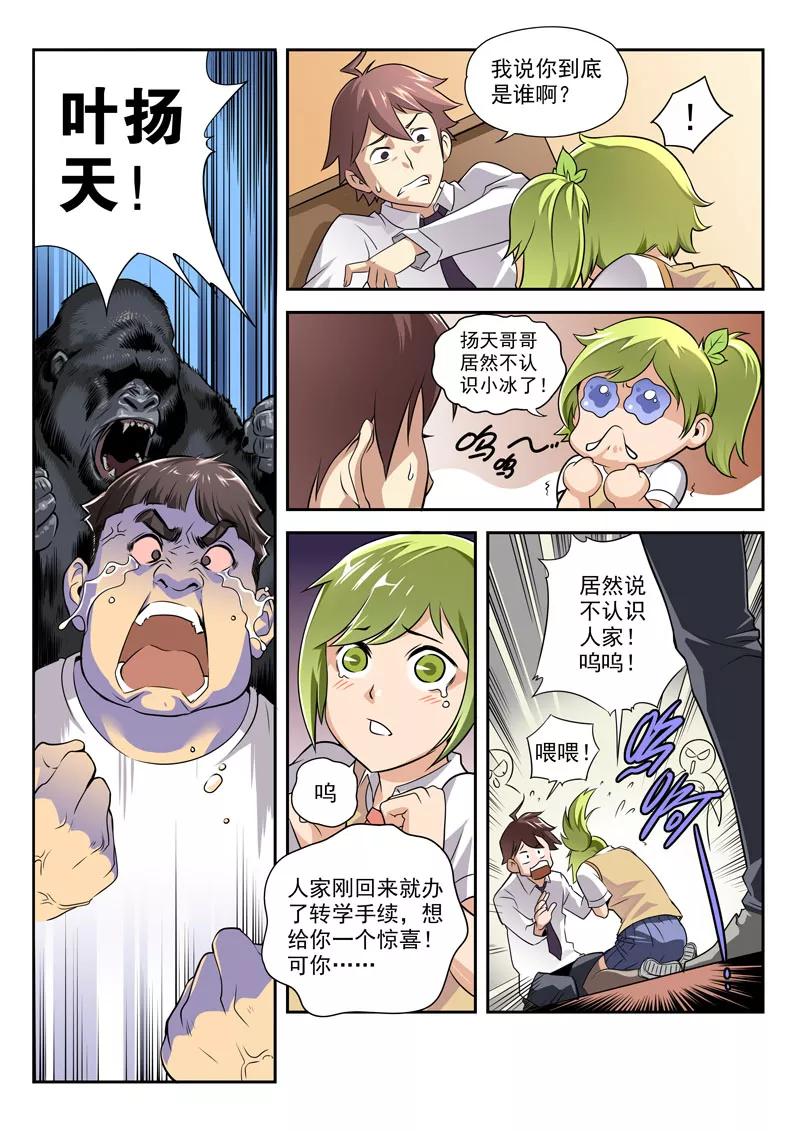 我说你到底
是谁啊？
！
扬天哥哥
居然不认
识小冰了！
呜
呜～
呜
人家刚回来就办
了转学手续，想
给你一个惊喜！
可你……
居然说
不认识
人家！
呜呜！
喂喂！
呜
啊
叶扬
天！